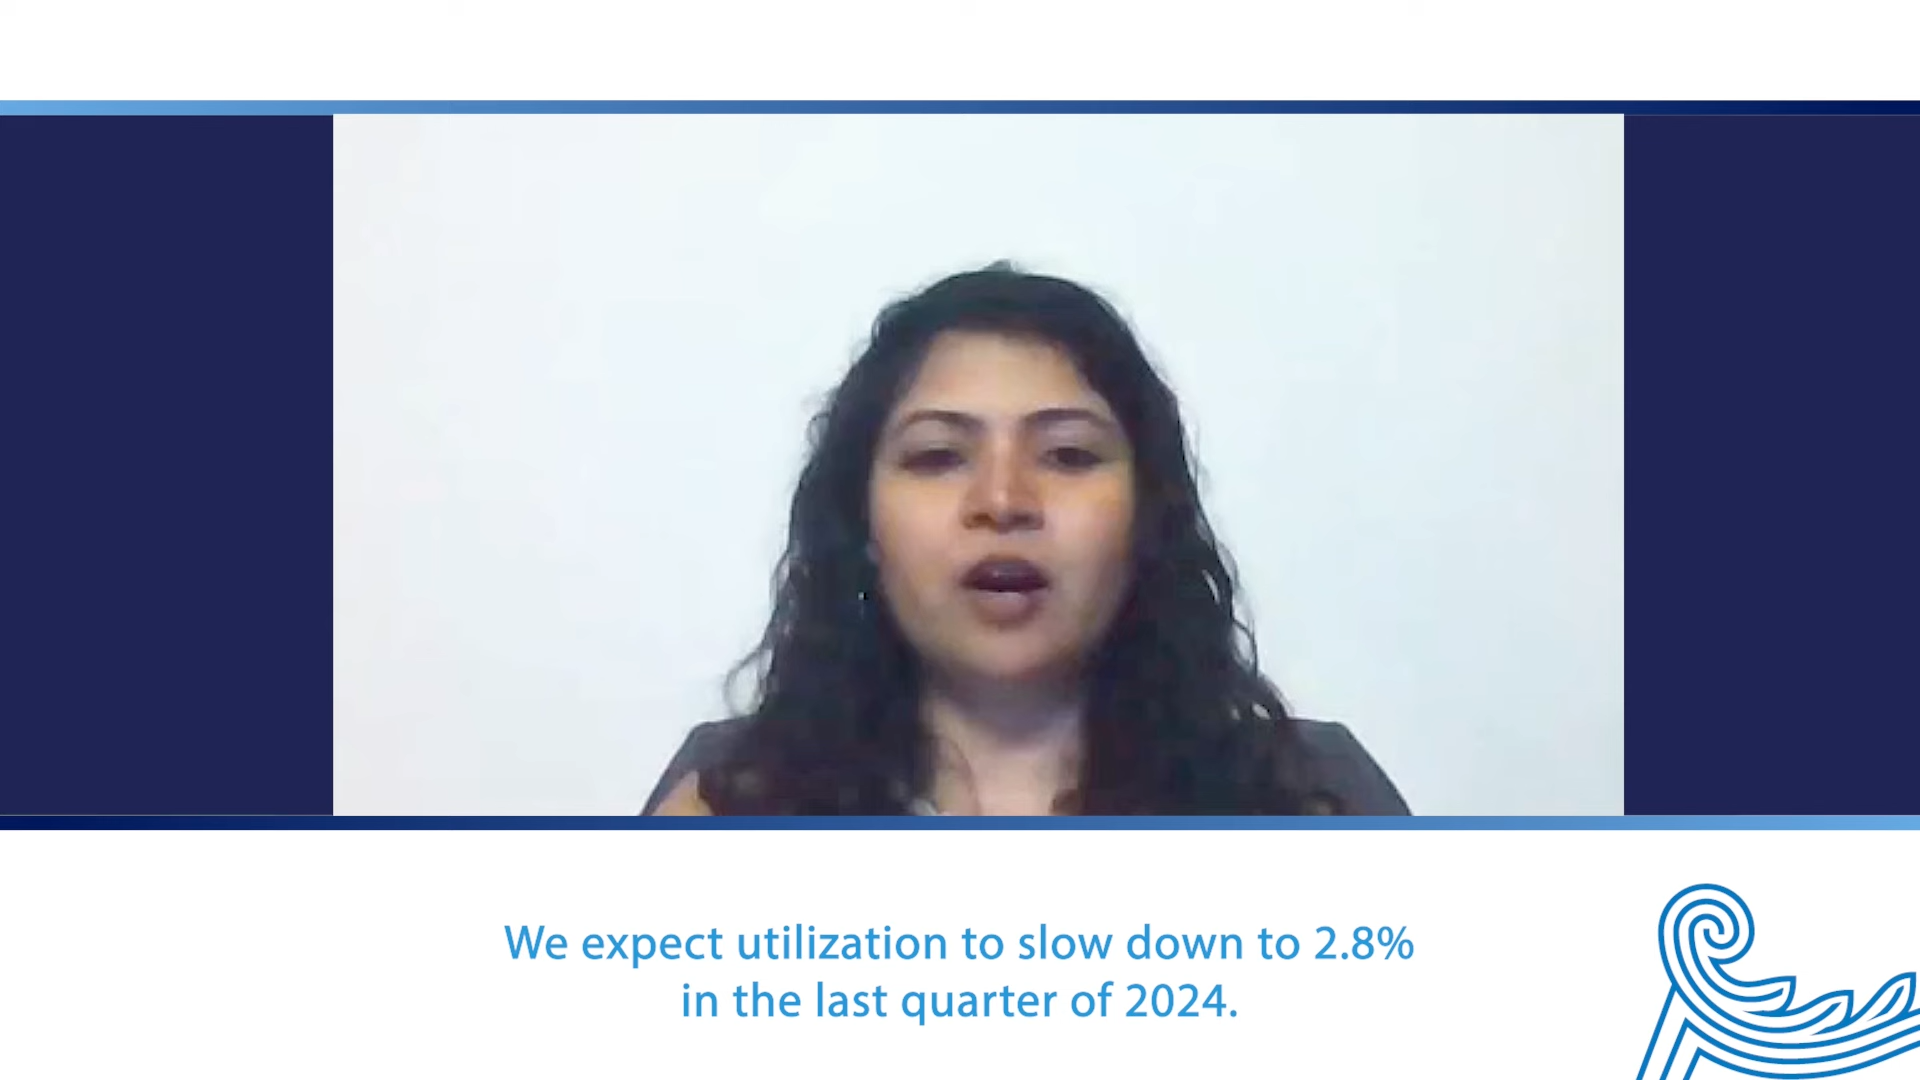 We expect utilization to slow down to 2.8%
in the last quarter of 2024.